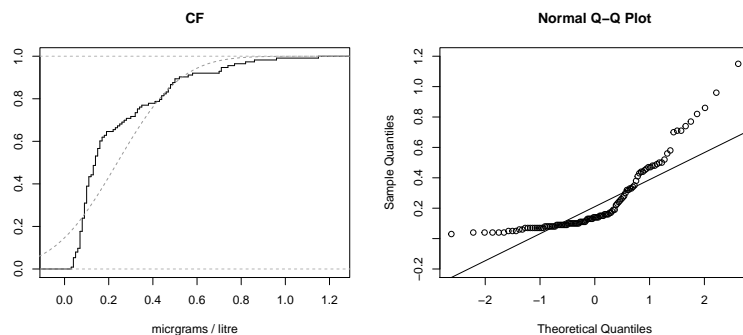 CF
1.0
0.8
0.6
0.4
0.2
0.0
0.0 0.2 0.4 0.6 0.8 1.0 1.2
micrgrams / litre
Normal Q−Q Plot
Sample Quantiles
1.2
1.0
0.8
0.6
0.4
0.2
−0.2
−2 −1 0 1 2
Theoretical Quantiles